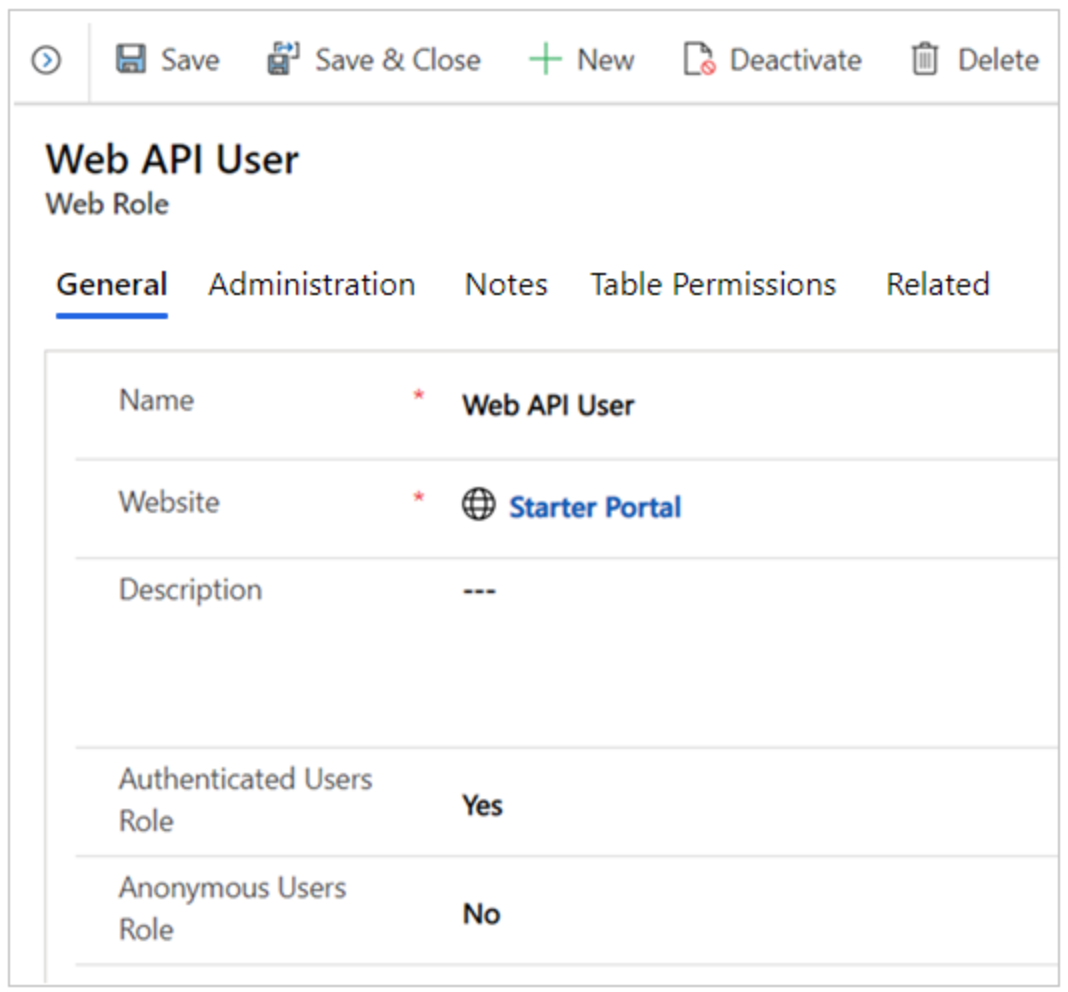 Save Save & Close New Deactivate Delete
Web API User
Web Role
General Administration Notes Table Permissions Related
Name * Web API User
Website * Starter Portal
Description ---
Authenticated Users
Role Yes
Anonymous Users
Role No